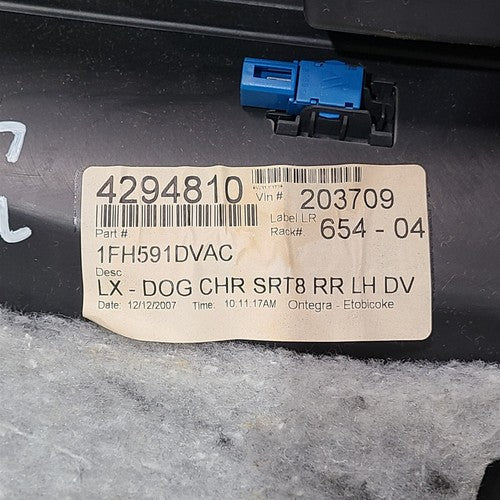 4294810
Vin # 203709
Label LR
Rack#. 654 - 04
Part #
1FH591DVAC
Desc.
LX - DOG CHR SRT8 RR LH DV
Date: 12/12/2007 Time: 10.11.17AM Ontegra - Etobicoke